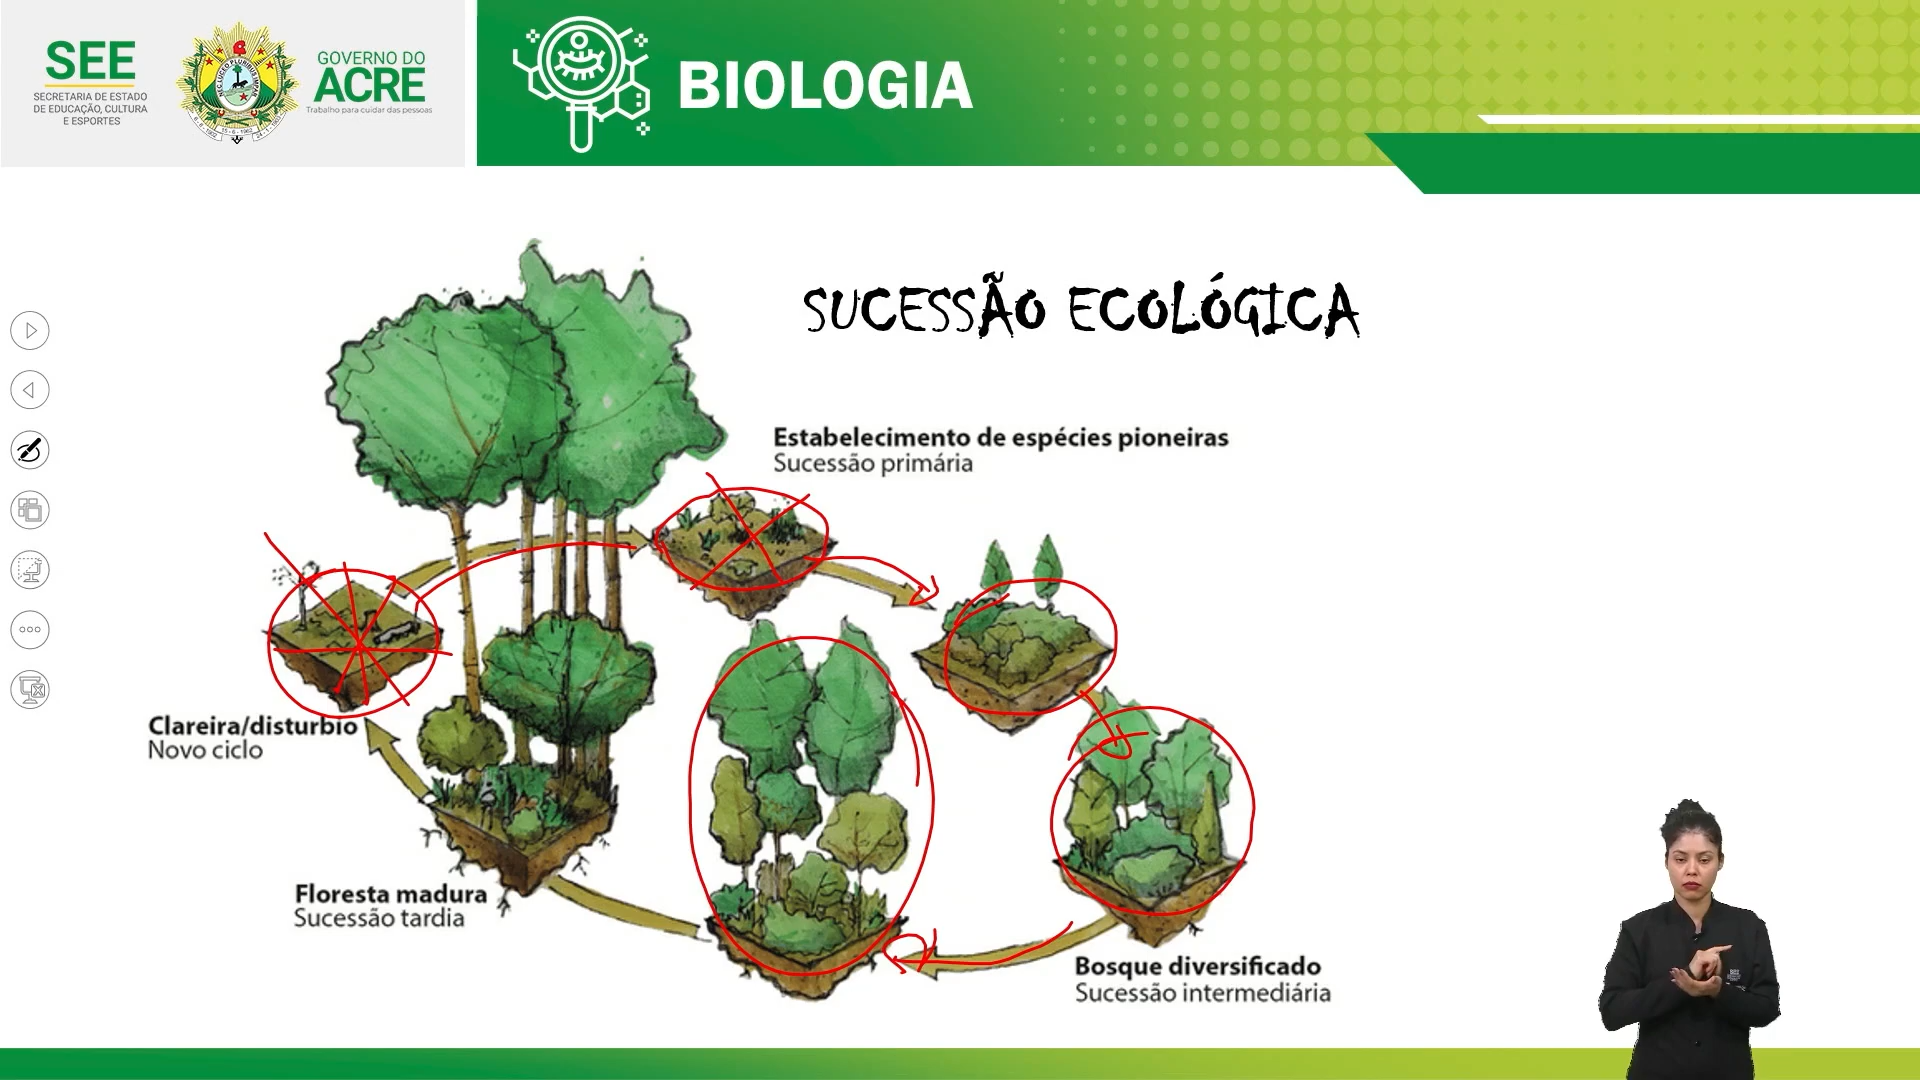 SEE
SECRETARIA DE ESTADO
DE EDUCAÇÃO, CULTURA
E ESPORTES
GOVERNO DO
ACRE
Trabalho para cuidar das pessoas
BIOLOGIA
SUCESSÃO ECOLÓGICA
Estabelecimento de espécies pioneiras
Sucessão primária
Clareira/disturbio
Novo ciclo
Floresta madura
Sucessão tardia
Bosque diversificado
Sucessão intermediária